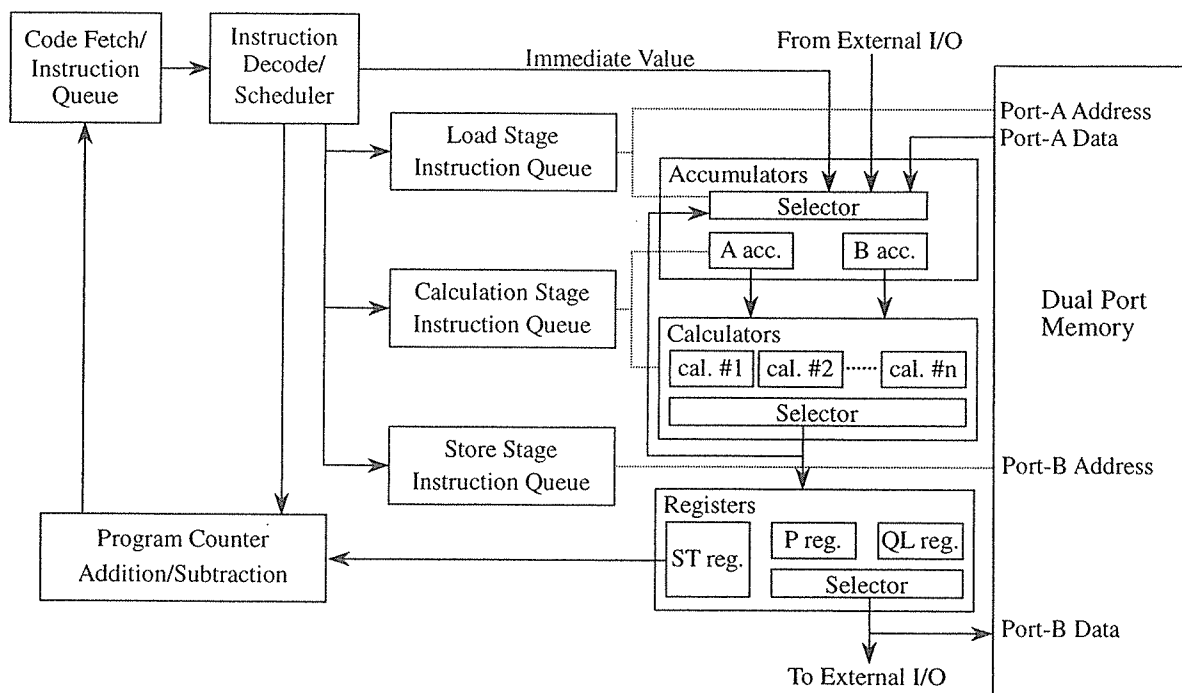 Code Fetch/
Instruction
Queue
Instruction
Decode/
Scheduler
Immediate Value
From External I/O
Load Stage
Instruction Queue
Port-A Address
Port-A Data
Accumulators
Selector
A acc.
B acc.
Calculation Stage
Instruction Queue
Dual Port
Memory
Calculators
cal. #1
cal. #2
cal. #n
Selector
Store Stage
Instruction Queue
Port-B Address
Registers
ST reg.
P reg.
QL reg.
Selector
Program Counter
Addition/Subtraction
Port-B Data
To External I/O